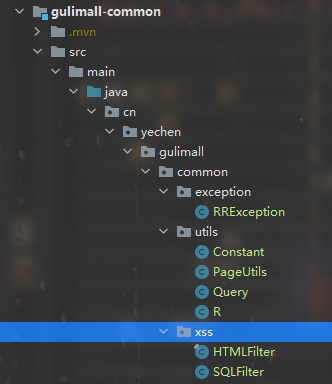 gulimall-common
.mvn
src
main
java
cn
yechen
gulimall
common
exception
RRException
utils
Constant
PageUtils
Query
R
xss
HTMLFilter
SQLFilter